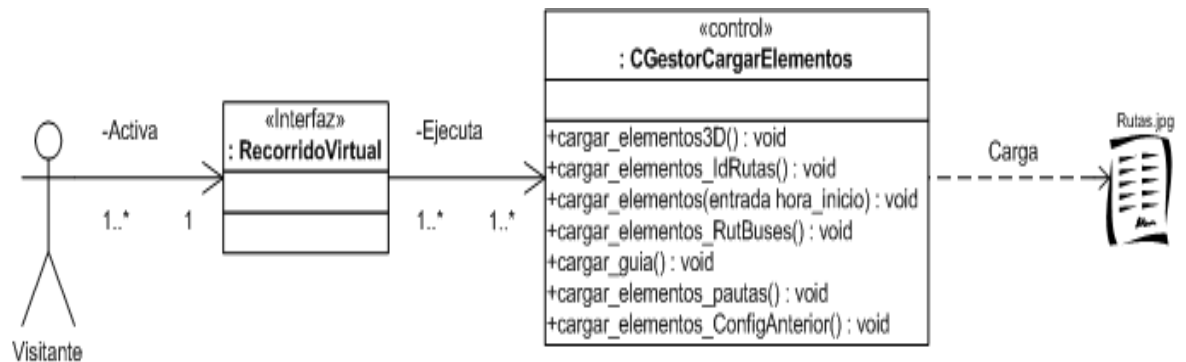 «control»
: CGestorCargarElementos
-Activa
«Interfaz»
: RecorridoVirtual
-Ejecuta
+cargar_elementos3D() : void
+cargar_elementos_IdRutas() : void
+cargar_elementos(entrada hora_inicio) : void
+cargar_elementos_RutBuses() : void
+cargar_guia() : void
+cargar_elementos_pautas() : void
+cargar_elementos_ConfigAnterior() : void
1..*
1
1..*
1..*
Carga
Rutas.jpg
Visitante